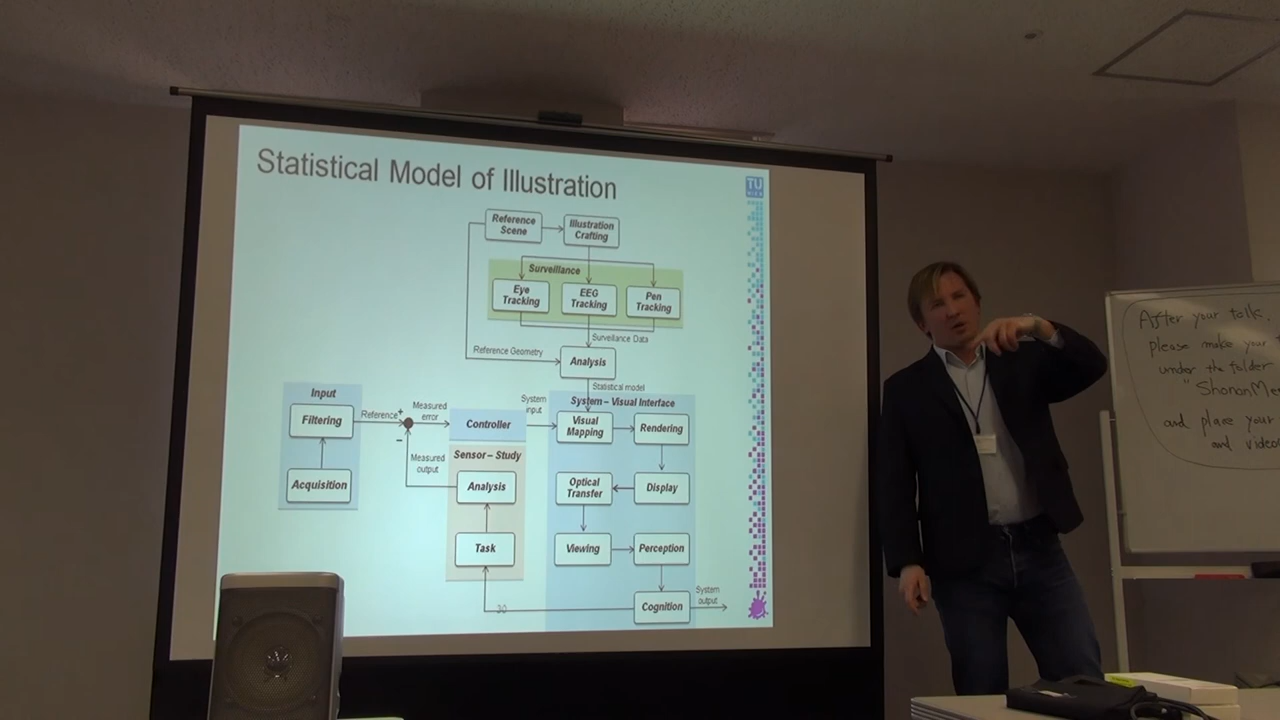 Statistical Model of Illustration
TU
Reference
Scene
Illustration
Crafting
Surveillance
Eye
Tracking
EEG
Tracking
Pen
Tracking
Surveillance Data
Reference Geometry
Analysis
Statistical model
Input
Filtering
Acquisition
Reference
+
-
Measured
error
Measured
output
Controller
System
input
Sensor – Study
Analysis
Task
System – Visual Interface
Visual
Mapping
Rendering
Optical
Transfer
Display
Viewing
Perception
Cognition
System
output
30
After your talk,
please make your
under the folder
"Shonan
and place your
and video